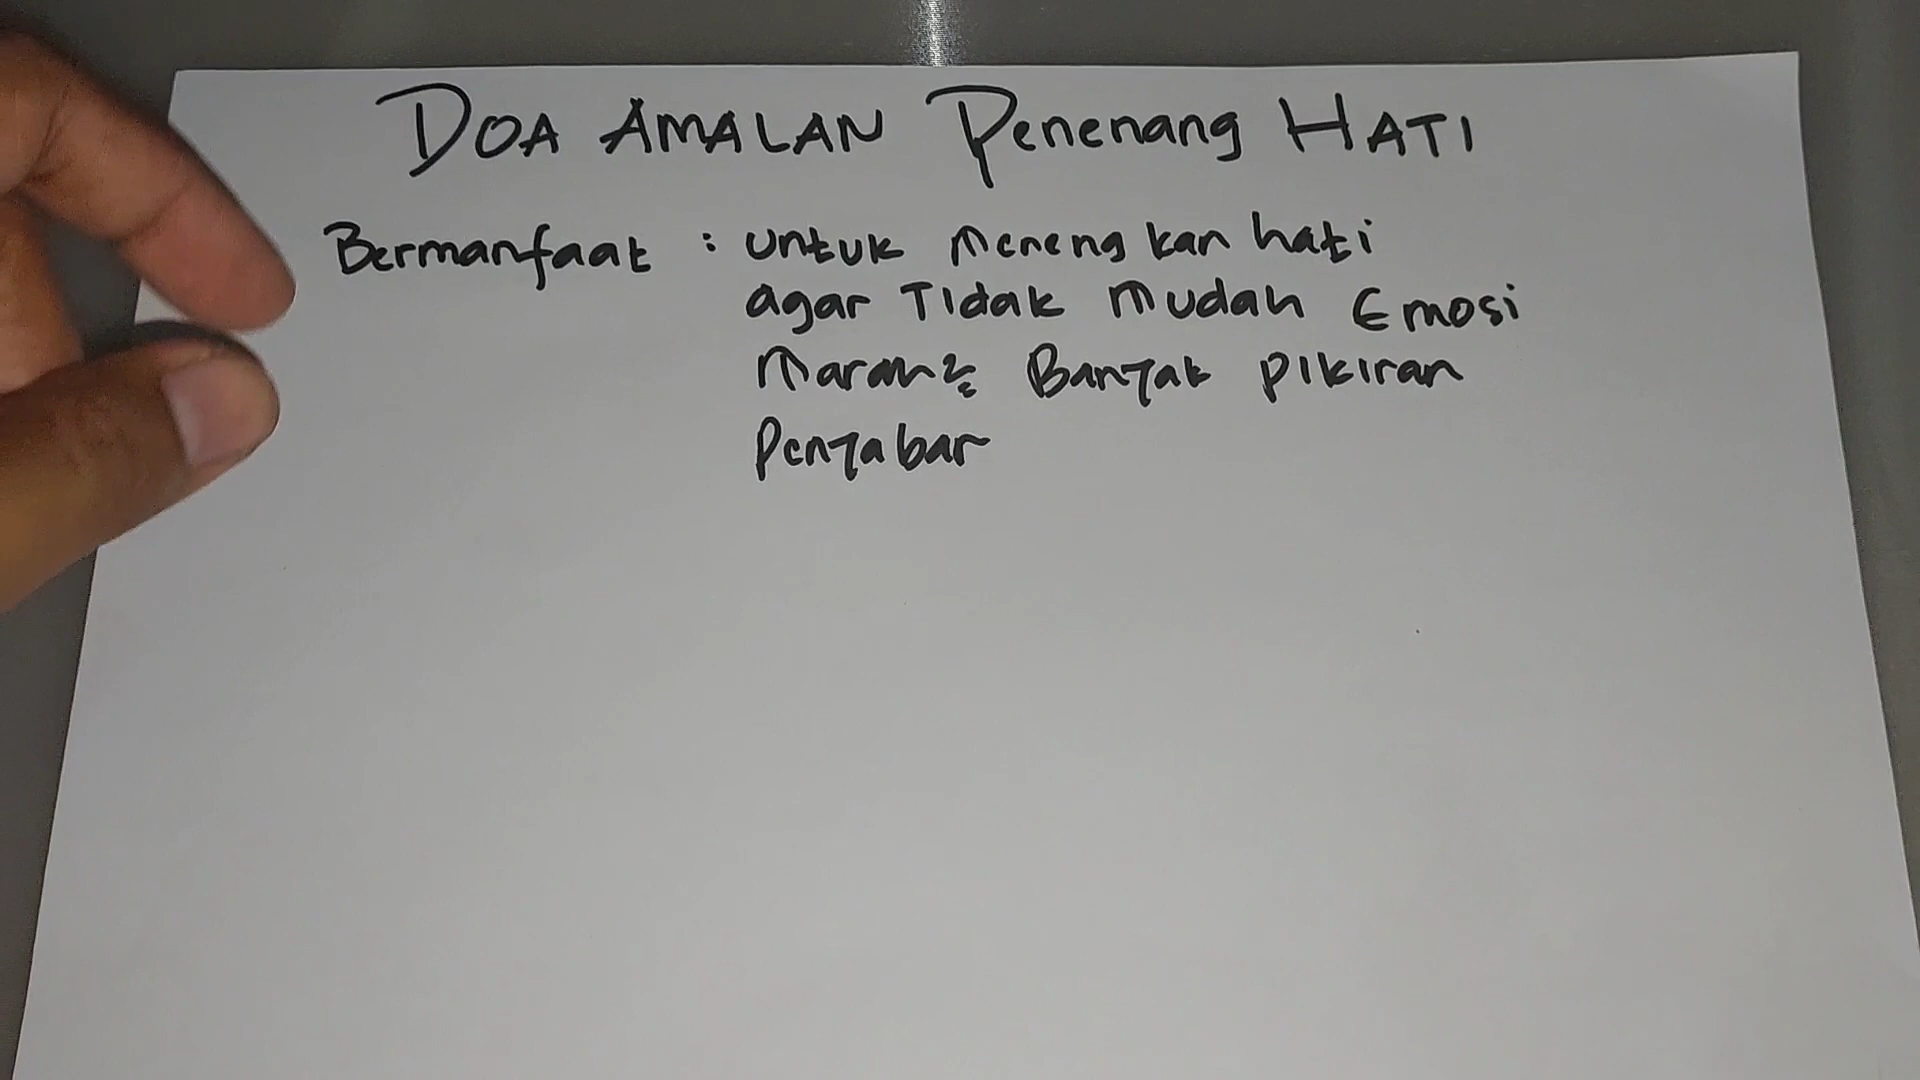 DOA AMALAN Penenang HATI
Bermanfaat : untuk menengkan hati
agar Tidak Mudah Emosi
Marah2 Banyak pikiran
Penyabar